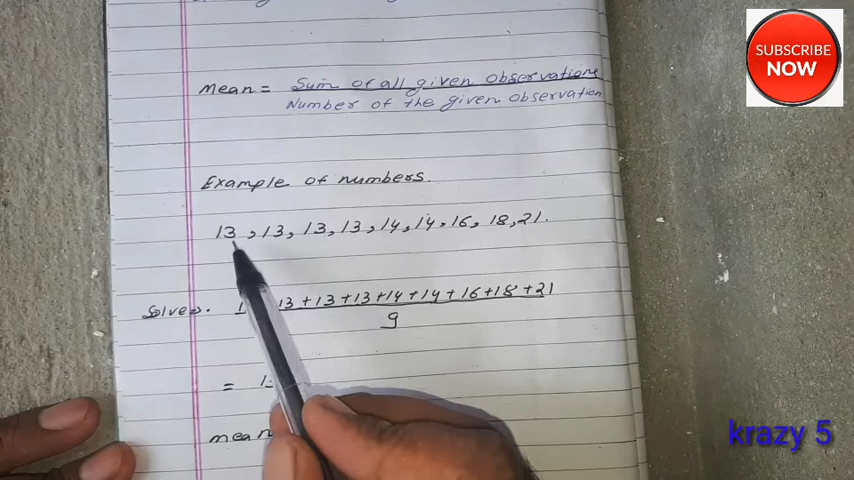 mean = Sum of all given observations
Number of the given observation
Example of numbers.
13, 13, 13, 13, 14, 14, 16, 18, 21.
Solve⇒. 13 + 13 + 13 + 14 + 14 + 16 + 18 + 21
9
=
mean
SUBSCRIBE
NOW
krazy 5